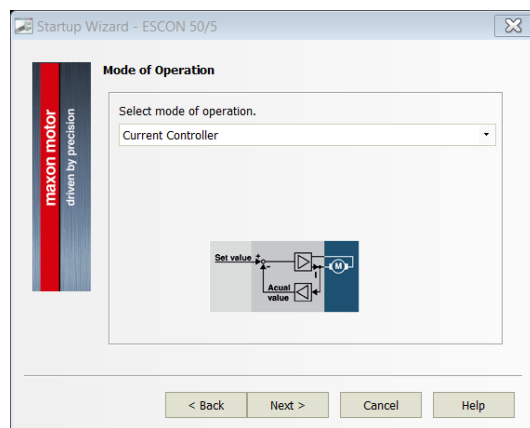 Startup Wizard - ESCON 50/5
Mode of Operation
maxon motor
driven by precision
Select mode of operation.
Current Controller
Set value
+
-
I
M
Acual
value
< Back
Next >
Cancel
Help